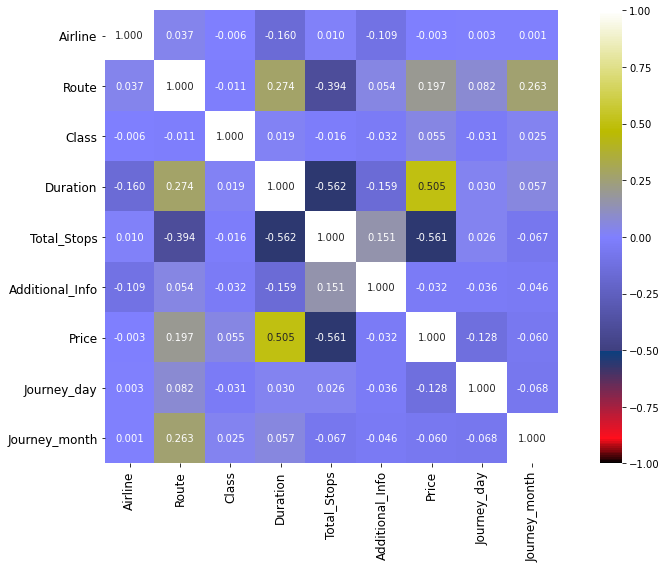 Airline 1.000 0.037 -0.006 -0.160 0.010 -0.109 -0.003 0.003 0.001
Route 0.037 1.000 -0.011 0.274 -0.394 0.054 0.197 0.082 0.263
Class -0.006 -0.011 1.000 0.019 -0.016 -0.032 0.055 -0.031 0.025
Duration -0.160 0.274 0.019 1.000 -0.562 -0.159 0.505 0.030 0.057
Total_Stops 0.010 -0.394 -0.016 -0.562 1.000 0.151 -0.561 0.026 -0.067
Additional_Info -0.109 0.054 -0.032 -0.159 0.151 1.000 -0.032 -0.036 -0.046
Price -0.003 0.197 0.055 0.505 -0.561 -0.032 1.000 -0.128 -0.060
Journey_day 0.003 0.082 -0.031 0.030 0.026 -0.036 -0.128 1.000 -0.068
Journey_month 0.001 0.263 0.025 0.057 -0.067 -0.046 -0.060 -0.068 1.000
Airline
Route
Class
Duration
Total_Stops
Additional_Info
Price
Journey_day
Journey_month
1.00
0.75
0.50
0.25
0.00
-0.25
-0.50
-0.75
-1.00